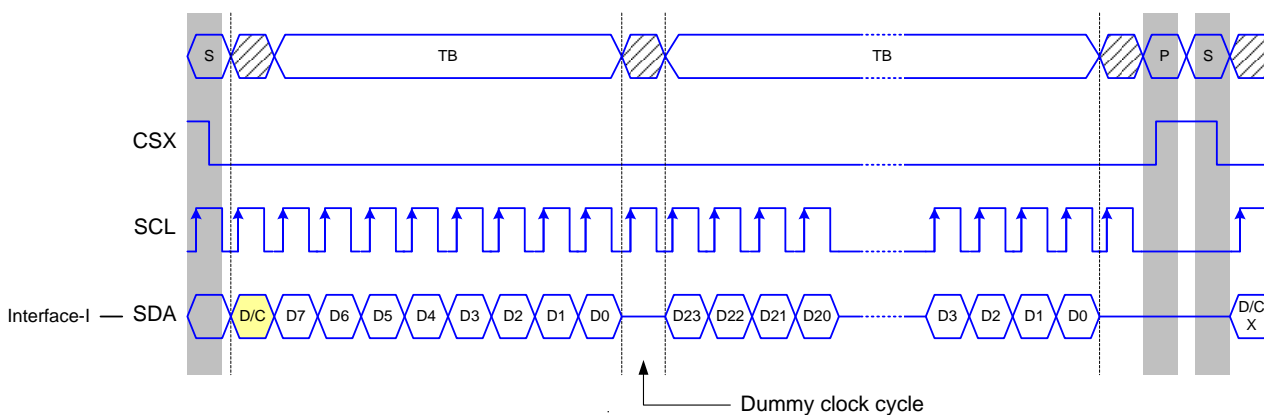 S TB TB P S
CSX
SCL
Interface-I SDA D/C D7 D6 D5 D4 D3 D2 D1 D0 D23 D22 D21 D20 D3 D2 D1 D0 D/C
X
Dummy clock cycle